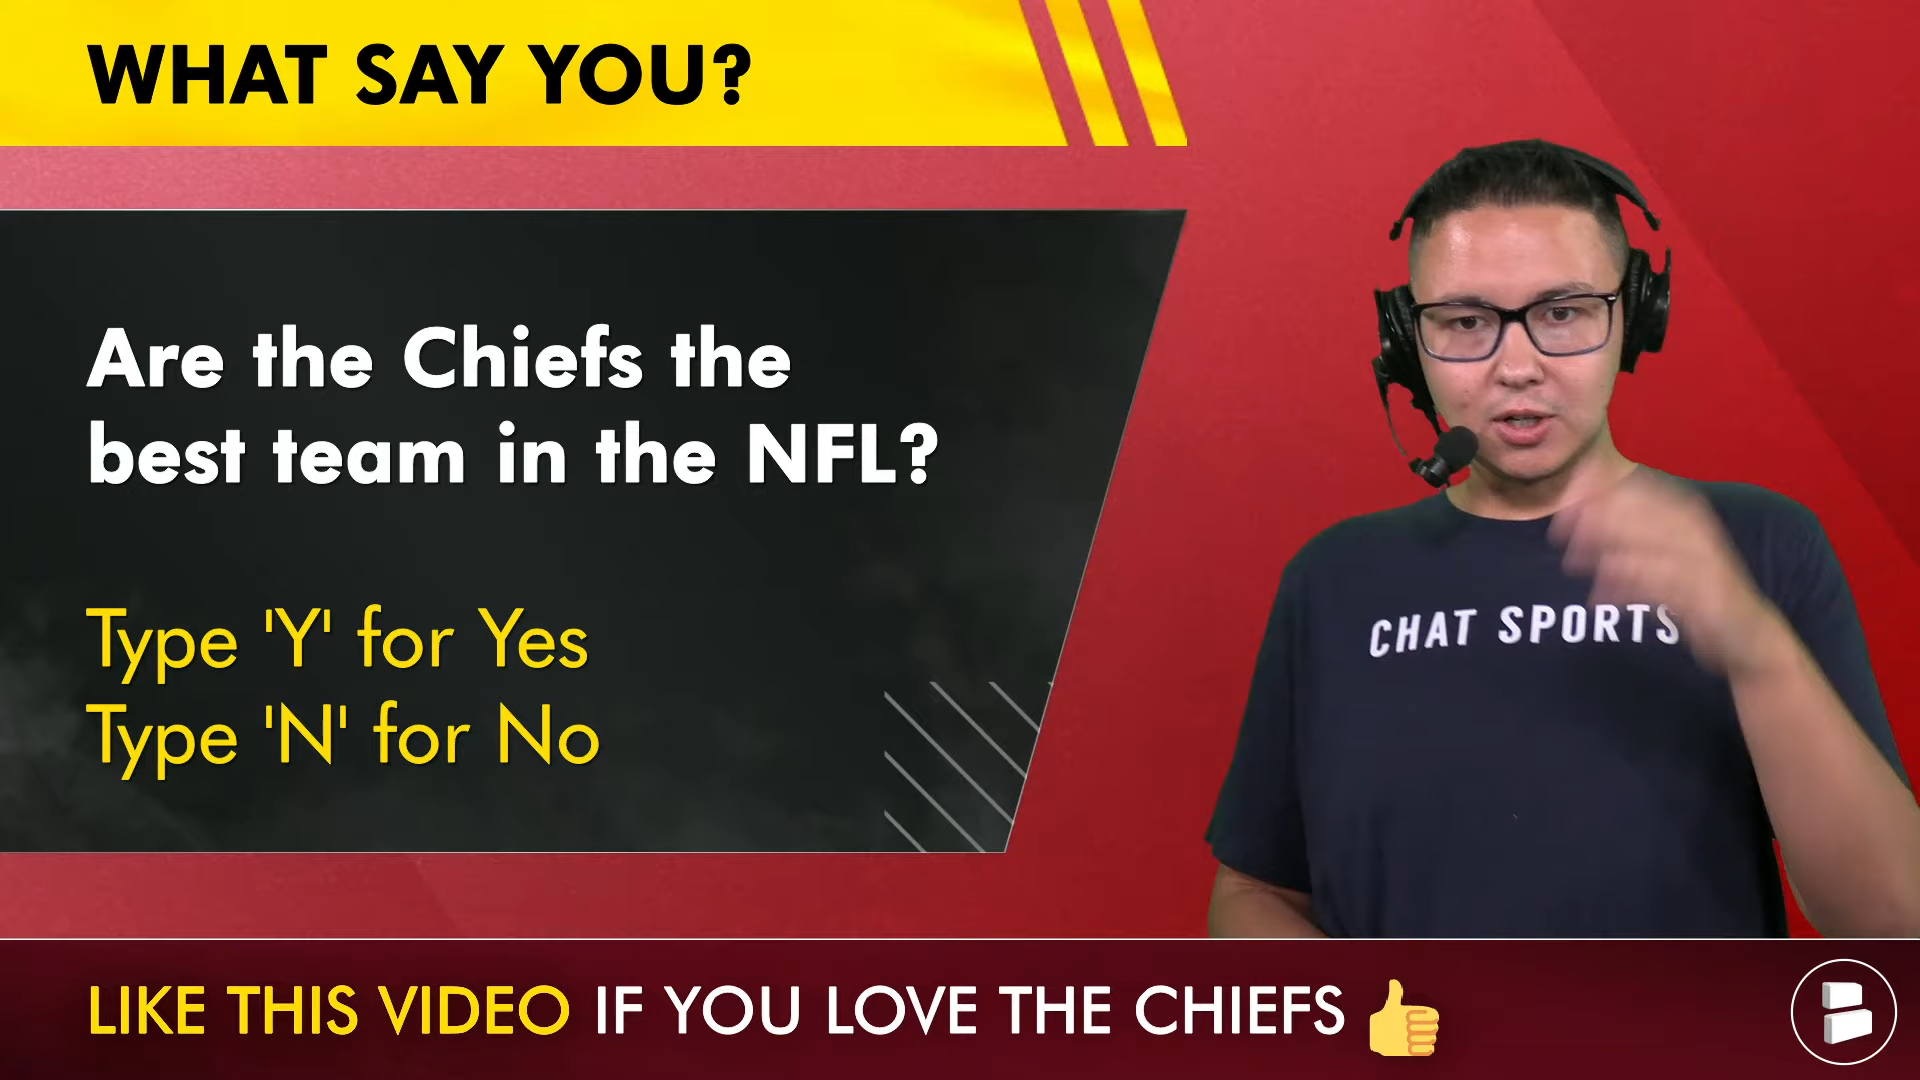 WHAT SAY YOU?
Are the Chiefs the
best team in the NFL?
Type 'Y' for Yes
Type 'N' for No
CHAT SPORTS
LIKE THIS VIDEO IF YOU LOVE THE CHIEFS